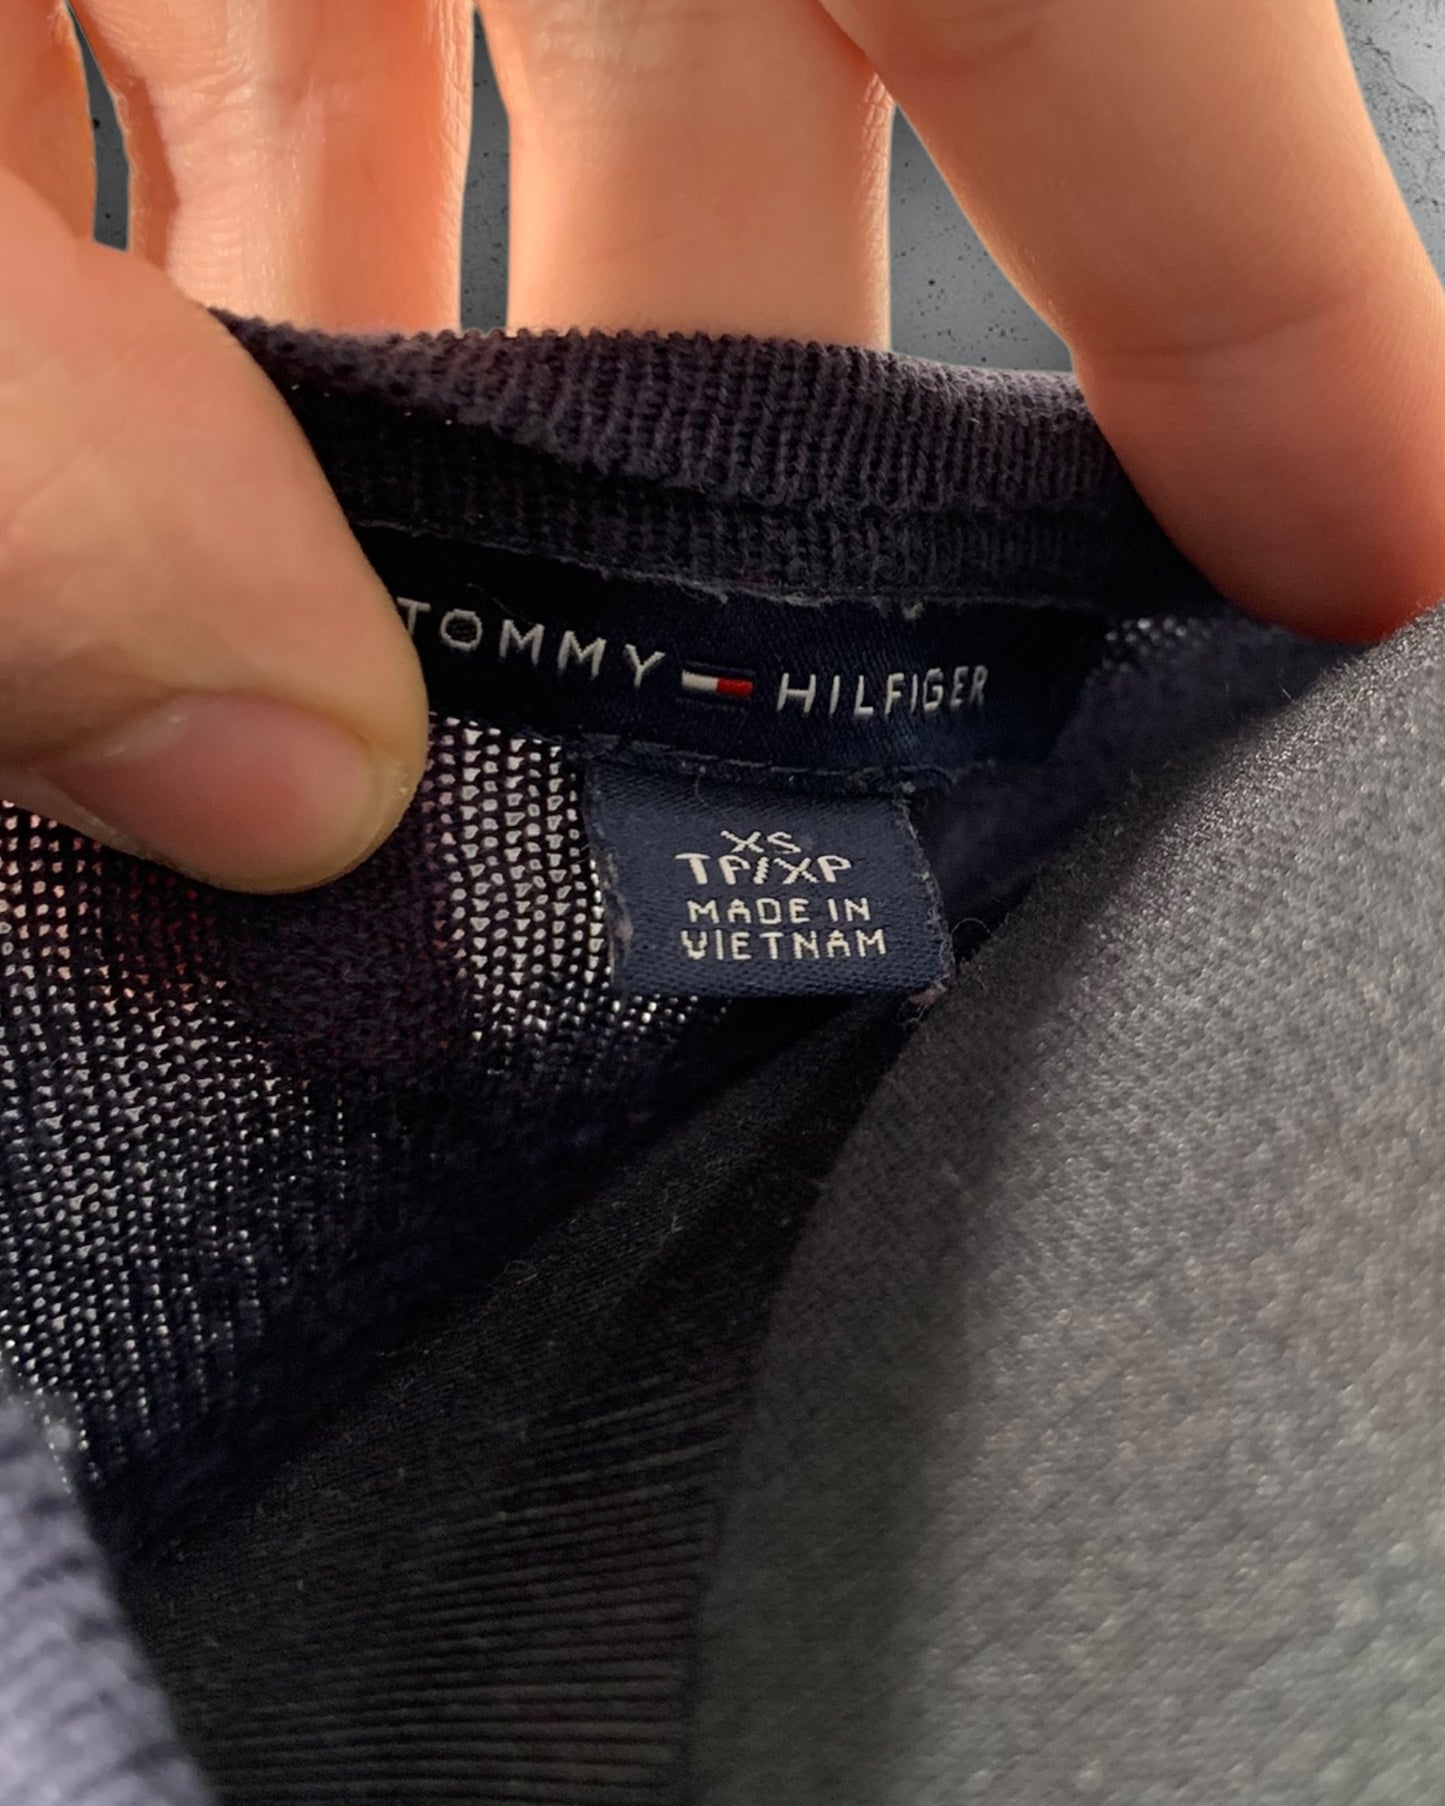 TOMMY HILFIGER
XS
TP/XP
MADE IN
VIETNAM